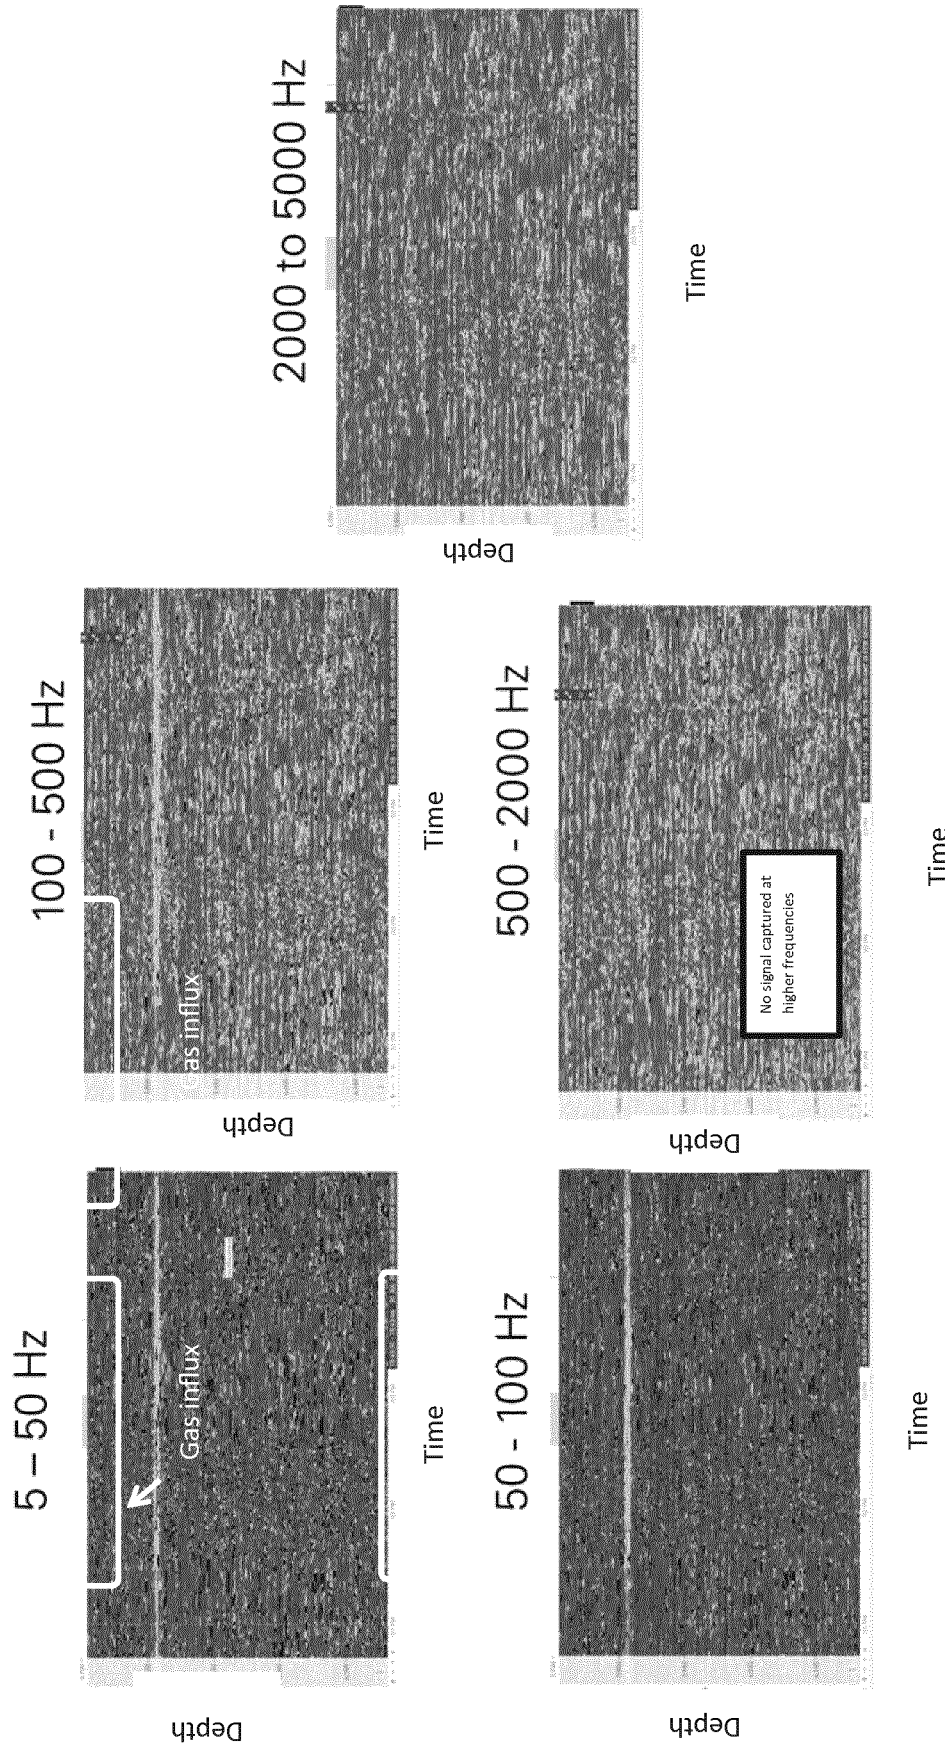 5 – 50 Hz
Depth
Gas influx
Time
100 - 500 Hz
Depth
as influx
Time
2000 to 5000 Hz
Depth
Time
50 - 100 Hz
Depth
Time
500 - 2000 Hz
Depth
No signal captured at
higher frequencies
Time